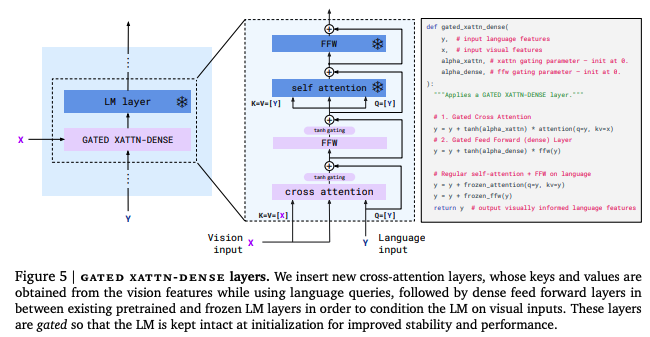 LM layer
GATED XATTN-DENSE
X
Y
FFW
self attention
K=V=[Y]
Q=[Y]
tanh gating
FFW
tanh gating
cross attention
K=V=[X]
Q=[Y]
Vision
input
X
Y
Language
input
def gated_xattn_dense(
y, # input language features
x, # input visual features
alpha_xattn, # xattn gating parameter – init at 0.
alpha_dense, # ffw gating parameter – init at 0.
):
"""Applies a GATED XATTN-DENSE layer."""
# 1. Gated Cross Attention
y = y + tanh(alpha_xattn) * attention(q=y, kv=x)
# 2. Gated Feed Forward (dense) Layer
y = y + tanh(alpha_dense) * ffw(y)
# Regular self-attention + FFW on language
y = y + frozen_attention(q=y, kv=y)
y = y + frozen_ffw(y)
return y # output visually informed language features
Figure 5 | GATED XATTN-DENSE layers. We insert new cross-attention layers, whose keys and values are
obtained from the vision features while using language queries, followed by dense feed forward layers in
between existing pretrained and frozen LM layers in order to condition the LM on visual inputs. These layers
are gated so that the LM is kept intact at initialization for improved stability and performance.